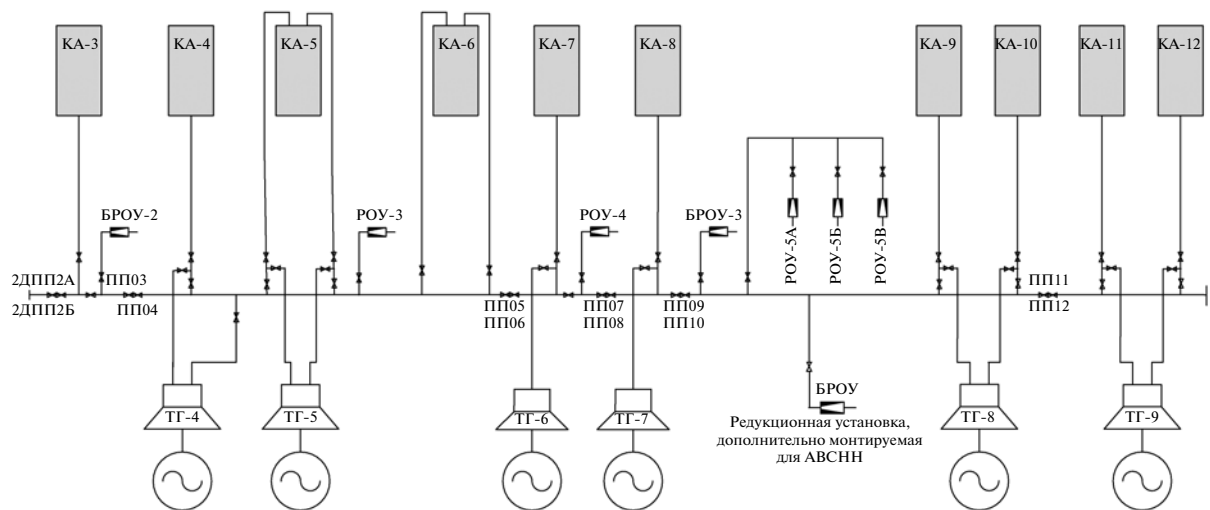 КА-3
КА-4
КА-5
КА-6
КА-7
КА-8
КА-9
КА-10
КА-11
КА-12
БРОУ-2
РОУ-3
РОУ-4
БРОУ-3
РОУ-5А
РОУ-5Б
РОУ-5В
2ДПП2А
ПП03
ПП11
2ДПП2Б
ПП04
ПП05
ПП06
ПП07
ПП08
ПП09
ПП10
ПП12
БРОУ
Редукционная установка,
дополнительно монтируемая
для АВСНН
ТГ-4
ТГ-5
ТГ-6
ТГ-7
ТГ-8
ТГ-9